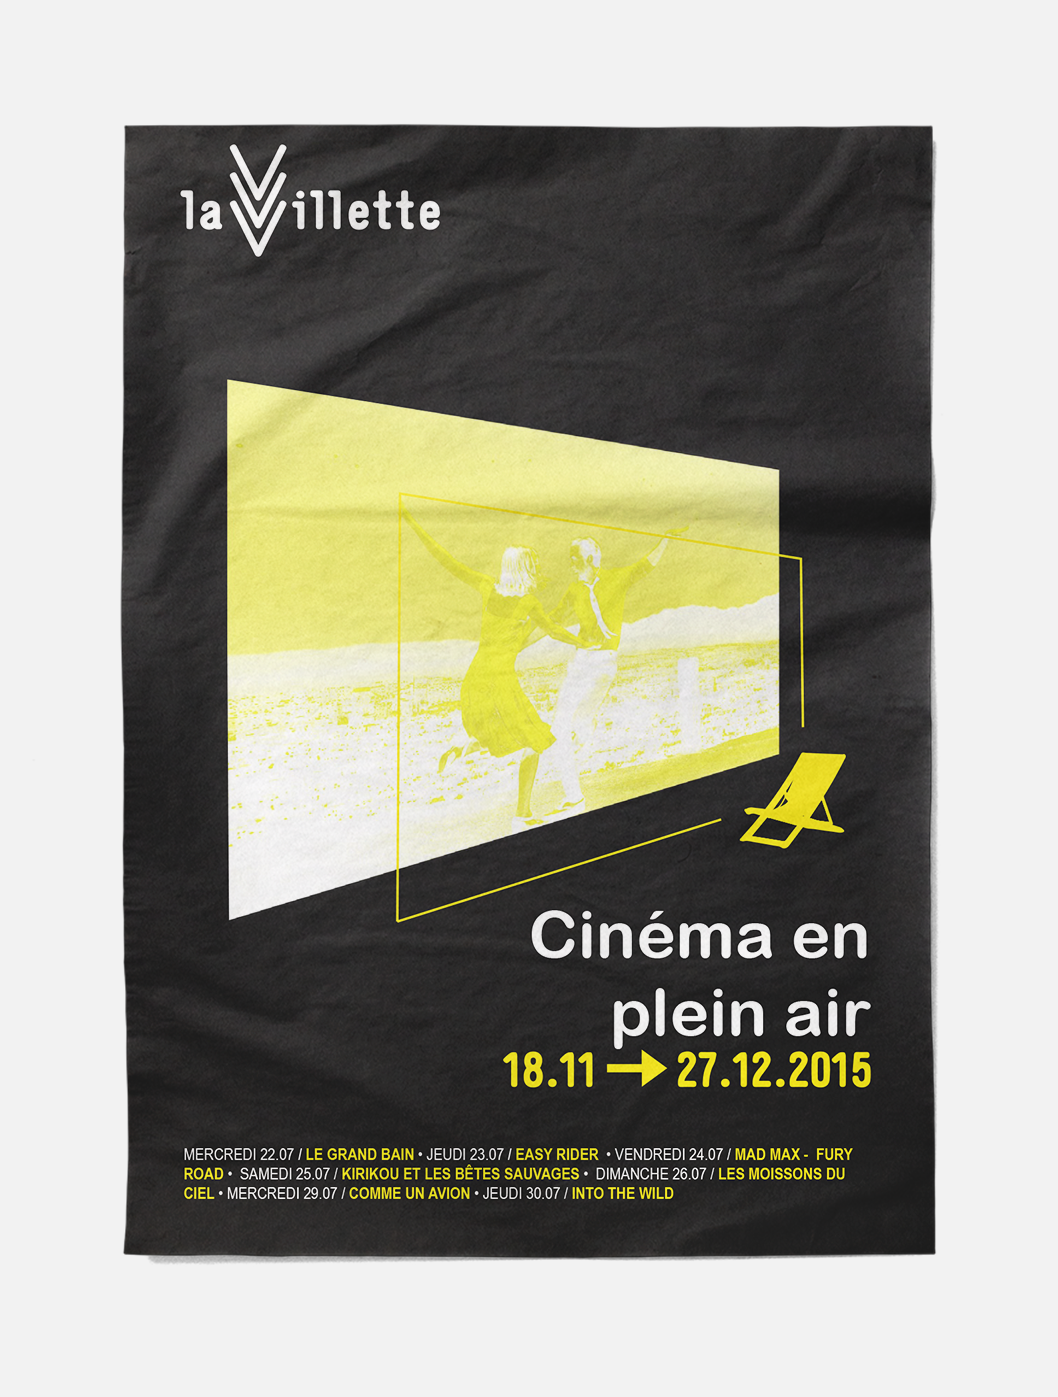 la Villette
Cinéma en
plein air
18.11 → 27.12.2015
MERCREDI 22.07 / LE GRAND BAIN • JEUDI 23.07 / EASY RIDER • VENDREDI 24.07 / MAD MAX - FURY
ROAD • SAMEDI 25.07 / KIRIKOU ET LES BÊTES SAUVAGES • DIMANCHE 26.07 / LES MOISSONS DU
CIEL • MERCREDI 29.07 / COMME UN AVION • JEUDI 30.07 / INTO THE WILD